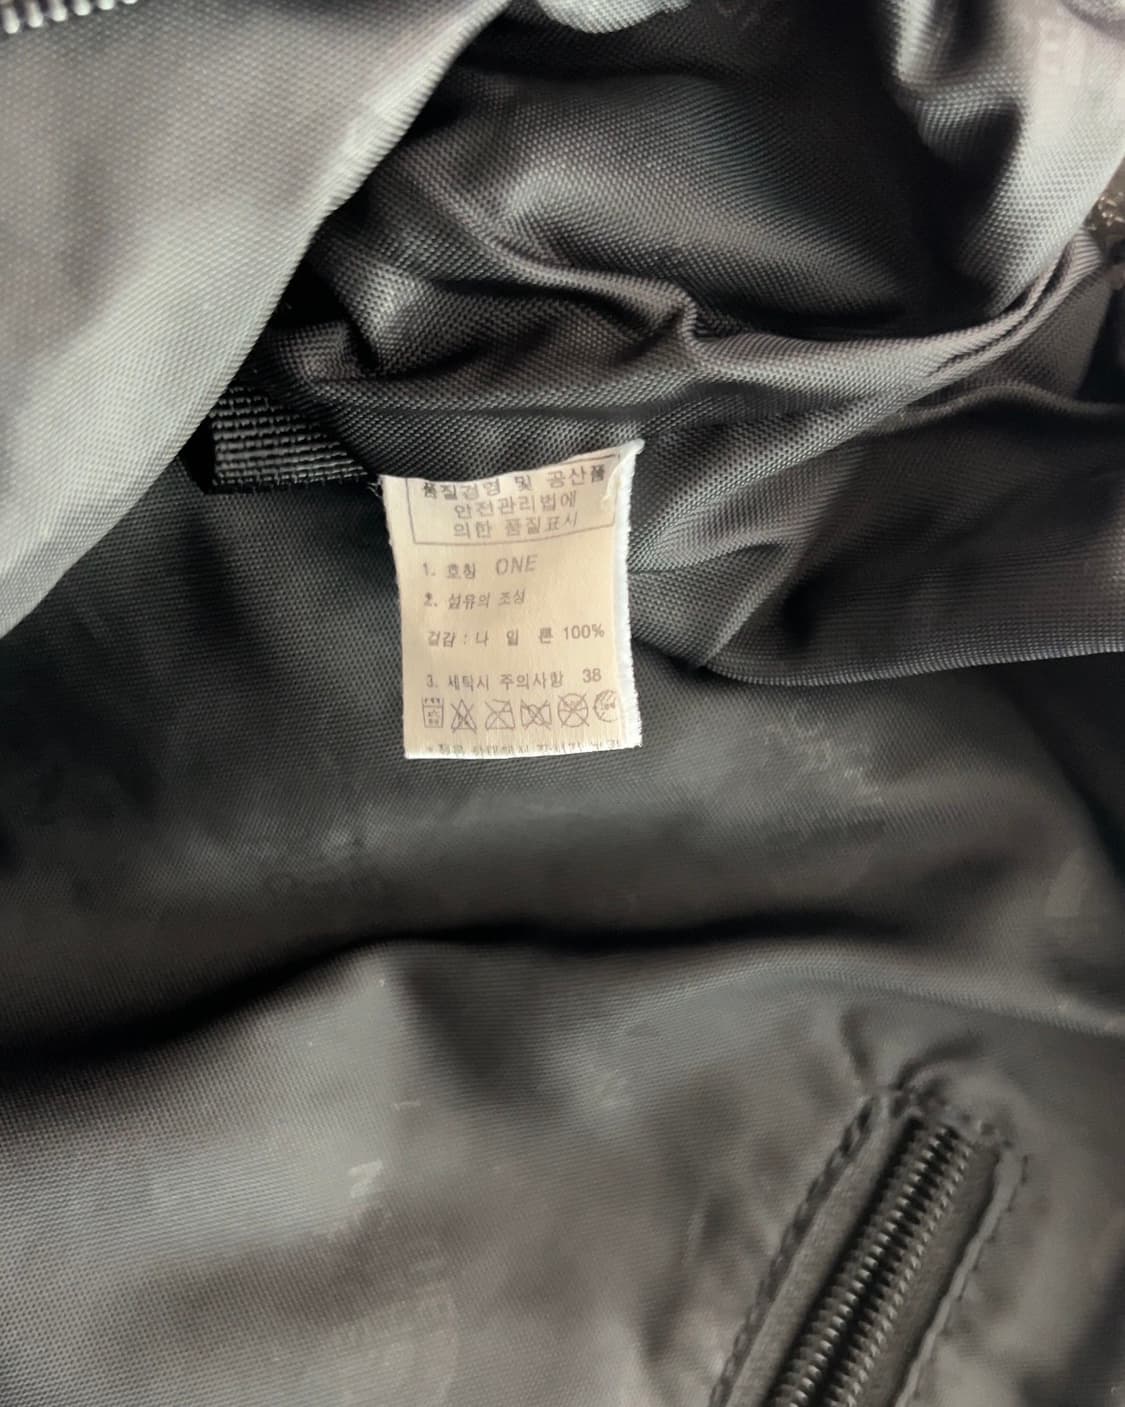 품질경영 및 공산품
안전관리법에
의한 품질표시
1. 호칭 ONE
2. 섬유의 조성
겉감 : 나 일 론 100%
3. 세탁시 주의사항 38